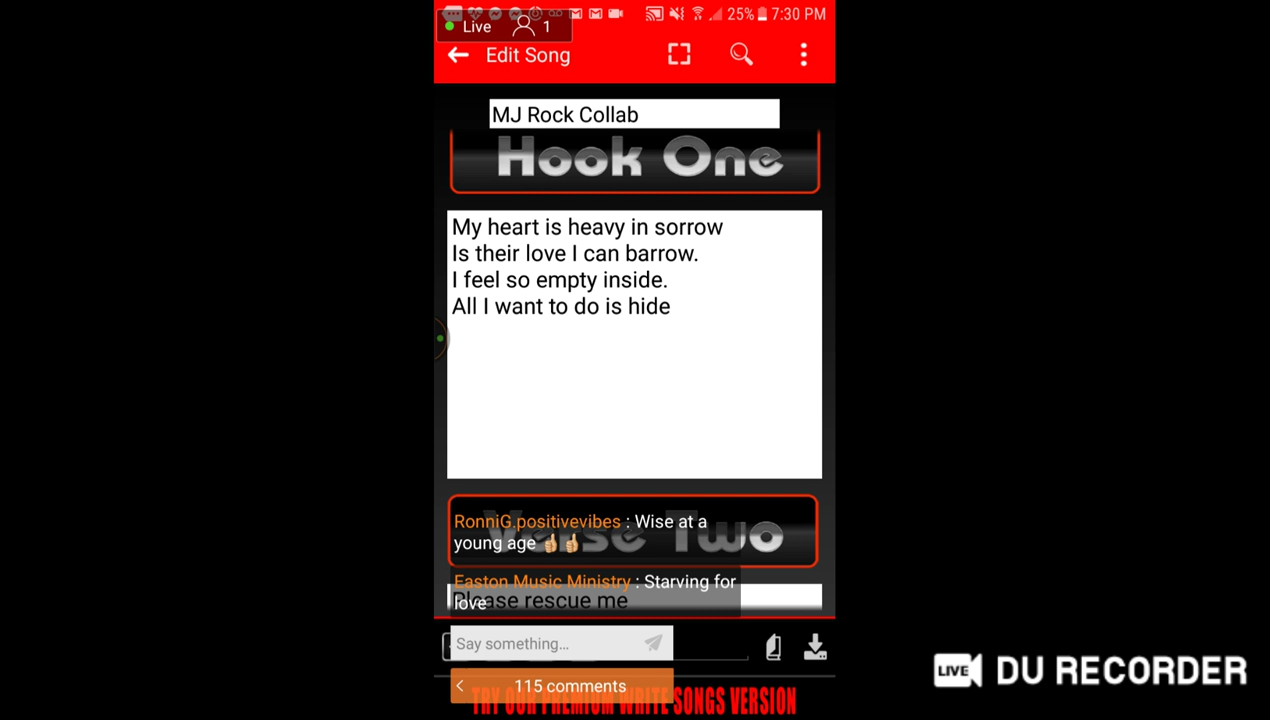 25% 7:30 PM
Live 1
Edit Song
MJ Rock Collab
Hook One
My heart is heavy in sorrow
Is their love I can barrow.
I feel so empty inside.
All I want to do is hide
Verse Two
RonniG.positivevibes : Wise at a
young age 👍👍
Easton Music Ministry : Starving for
love
Please rescue me
Say something...
115 comments
TRY OUR PREMIUM WRITE SONGS VERSION
LIVE DU RECORDER